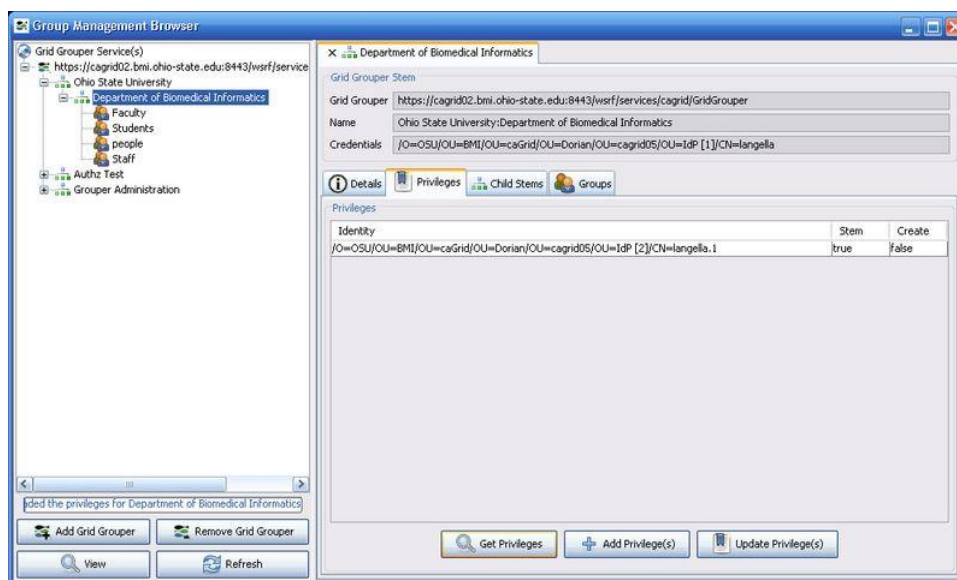 Group Management Browser
Grid Grouper Service(s)
https://cagrid02.bmi.ohio-state.edu:8443/wsrf/service
Ohio State University
Department of Biomedical Informatics
Faculty
Students
people
Staff
Authz Test
Grouper Administration
ded the privileges for Department of Biomedical Informatics
Add Grid Grouper
Remove Grid Grouper
View
Refresh
Department of Biomedical Informatics
Grid Grouper Stem
Grid Grouper https://cagrid02.bmi.ohio-state.edu:8443/wsrf/services/cagrid/GridGrouper
Name Ohio State University:Department of Biomedical Informatics
Credentials /O=OSU/OU=BMI/OU=caGrid/OU=Dorian/OU=cagrid05/OU=IdP [1]/CN=langella
Details Privileges Child Stems Groups
Privileges
Identity Stem Create
/O=OSU/OU=BMI/OU=caGrid/OU=Dorian/OU=cagrid05/OU=IdP [2]/CN=langella.1 true false
Get Privileges Add Privilege(s) Update Privilege(s)